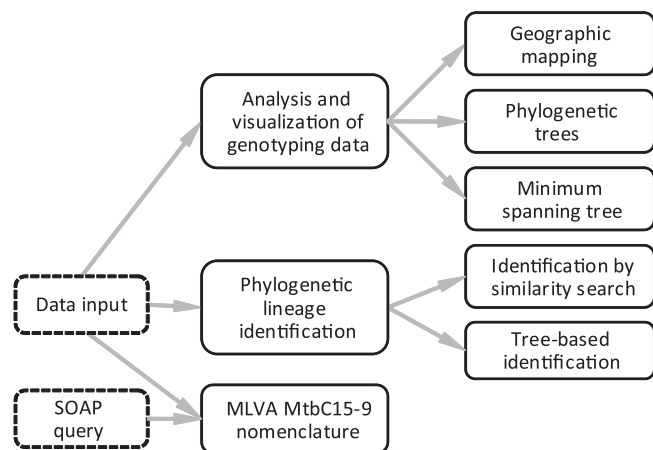 Geographic
mapping
Analysis and
visualization of
genotyping data
Phylogenetic
trees
Minimum
spanning tree
Data input
Phylogenetic
lineage
identification
Identification by
similarity search
Tree-based
identification
SOAP
query
MLVA MtbC15-9
nomenclature